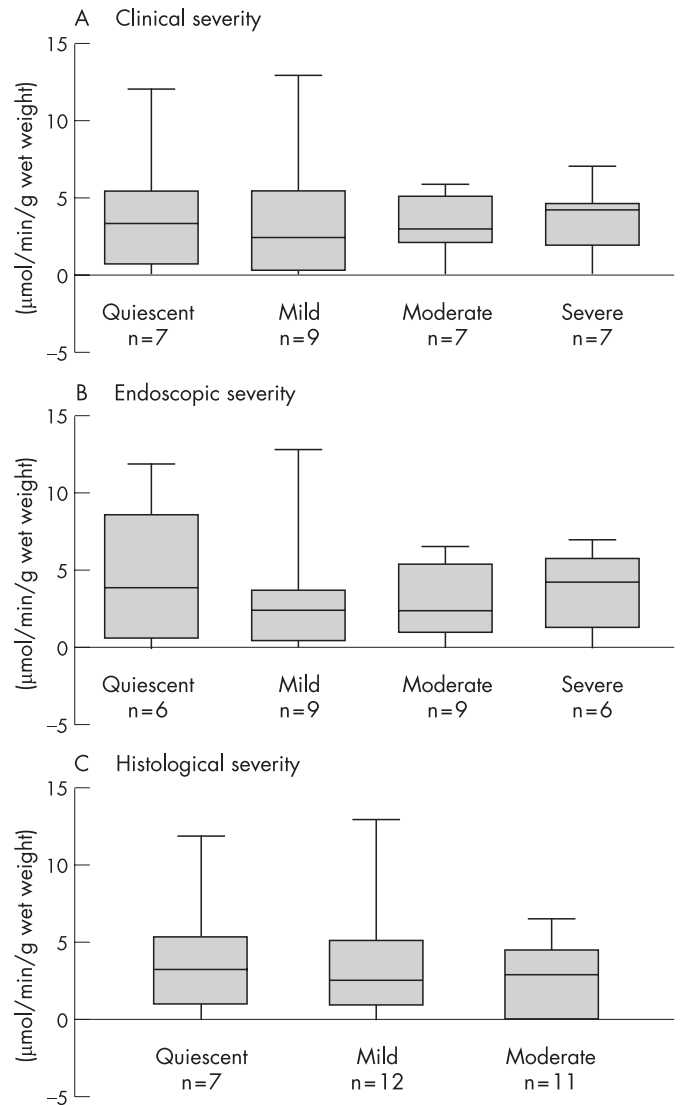 A Clinical severity
15
10
5
0
−5
(µmol/min/g wet weight)
Quiescent
n=7
Mild
n=9
Moderate
n=7
Severe
n=7
B Endoscopic severity
15
10
5
0
−5
(µmol/min/g wet weight)
Quiescent
n=6
Mild
n=9
Moderate
n=9
Severe
n=6
C Histological severity
15
10
5
0
−5
(µmol/min/g wet weight)
Quiescent
n=7
Mild
n=12
Moderate
n=11